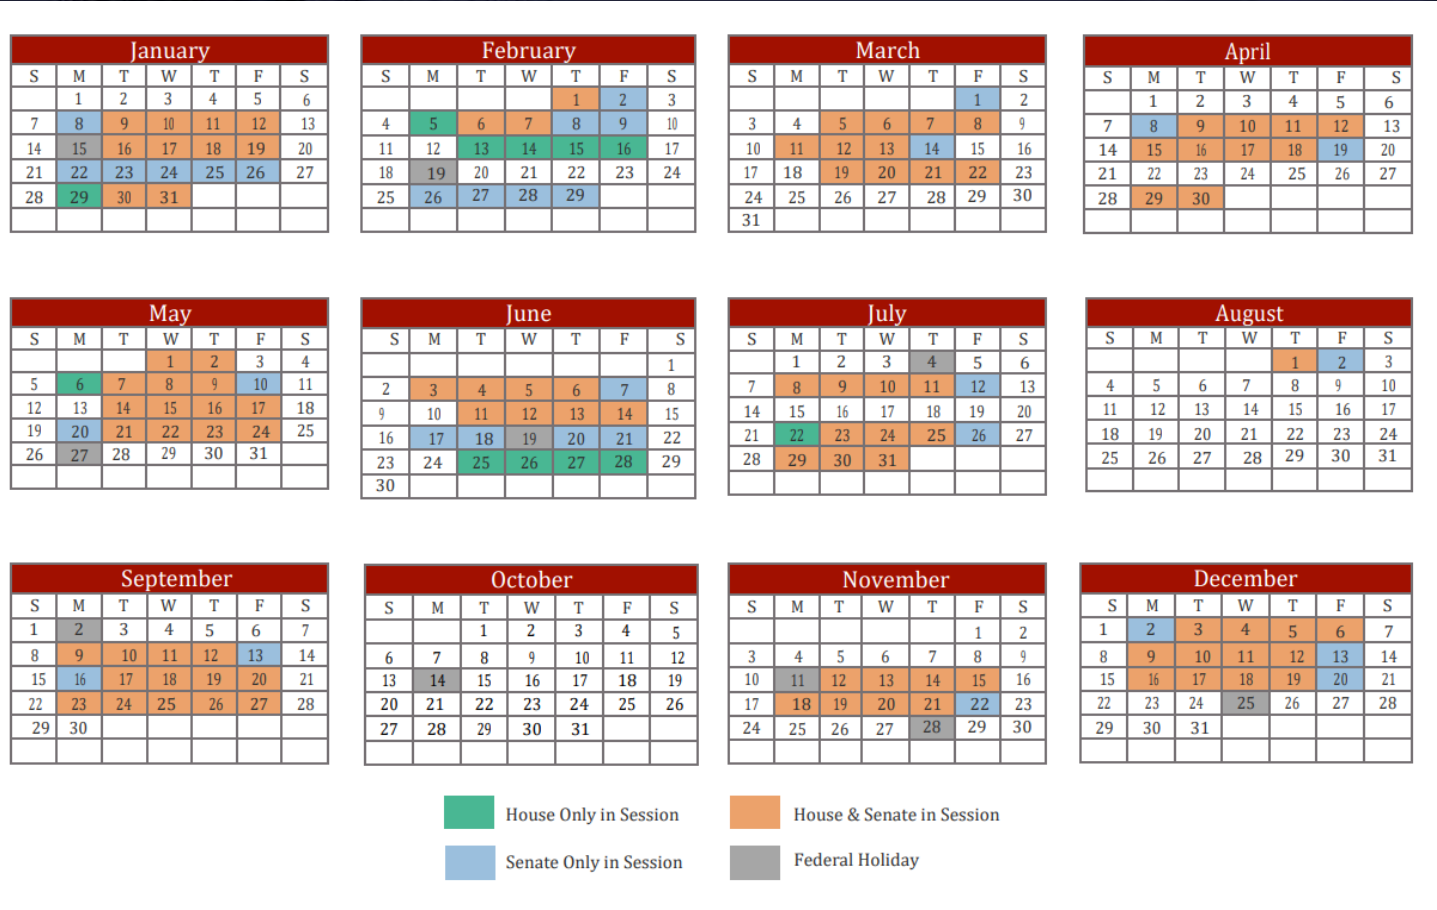 January February March April
S M T W T F S S M T W T F S S M T W T F S S M T W T F S
1 2 3 4 5 6 1 2 3 1 2 1 2 3 4 5 6
7 8 9 10 11 12 13 4 5 6 7 8 9 10 3 4 5 6 7 8 9 7 8 9 10 11 12 13
14 15 16 17 18 19 20 11 12 13 14 15 16 17 10 11 12 13 14 15 16 14 15 16 17 18 19 20
21 22 23 24 25 26 27 18 19 20 21 22 23 24 17 18 19 20 21 22 23 21 22 23 24 25 26 27
28 29 30 31 25 26 27 28 29 24 25 26 27 28 29 30 28 29 30
31
May June July August
S M T W T F S S M T W T F S S M T W T F S S M T W T F S
1 2 3 4 1 1 2 3 4 5 6 1 2 3
5 6 7 8 9 10 11 2 3 4 5 6 7 8 7 8 9 10 11 12 13 4 5 6 7 8 9 10
12 13 14 15 16 17 18 9 10 11 12 13 14 15 14 15 16 17 18 19 20 11 12 13 14 15 16 17
19 20 21 22 23 24 25 16 17 18 19 20 21 22 21 22 23 24 25 26 27 18 19 20 21 22 23 24
26 27 28 29 30 31 23 24 25 26 27 28 29 28 29 30 31 25 26 27 28 29 30 31
30
September October November December
S M T W T F S S M T W T F S S M T W T F S S M T W T F S
1 2 3 4 5 6 7 1 2 3 4 5 1 2 1 2 3 4 5 6 7
8 9 10 11 12 13 14 6 7 8 9 10 11 12 3 4 5 6 7 8 9 8 9 10 11 12 13 14
15 16 17 18 19 20 21 13 14 15 16 17 18 19 10 11 12 13 14 15 16 15 16 17 18 19 20 21
22 23 24 25 26 27 28 20 21 22 23 24 25 26 17 18 19 20 21 22 23 22 23 24 25 26 27 28
29 30 27 28 29 30 31 24 25 26 27 28 29 30 29 30 31
House Only in Session House & Senate in Session
Senate Only in Session Federal Holiday